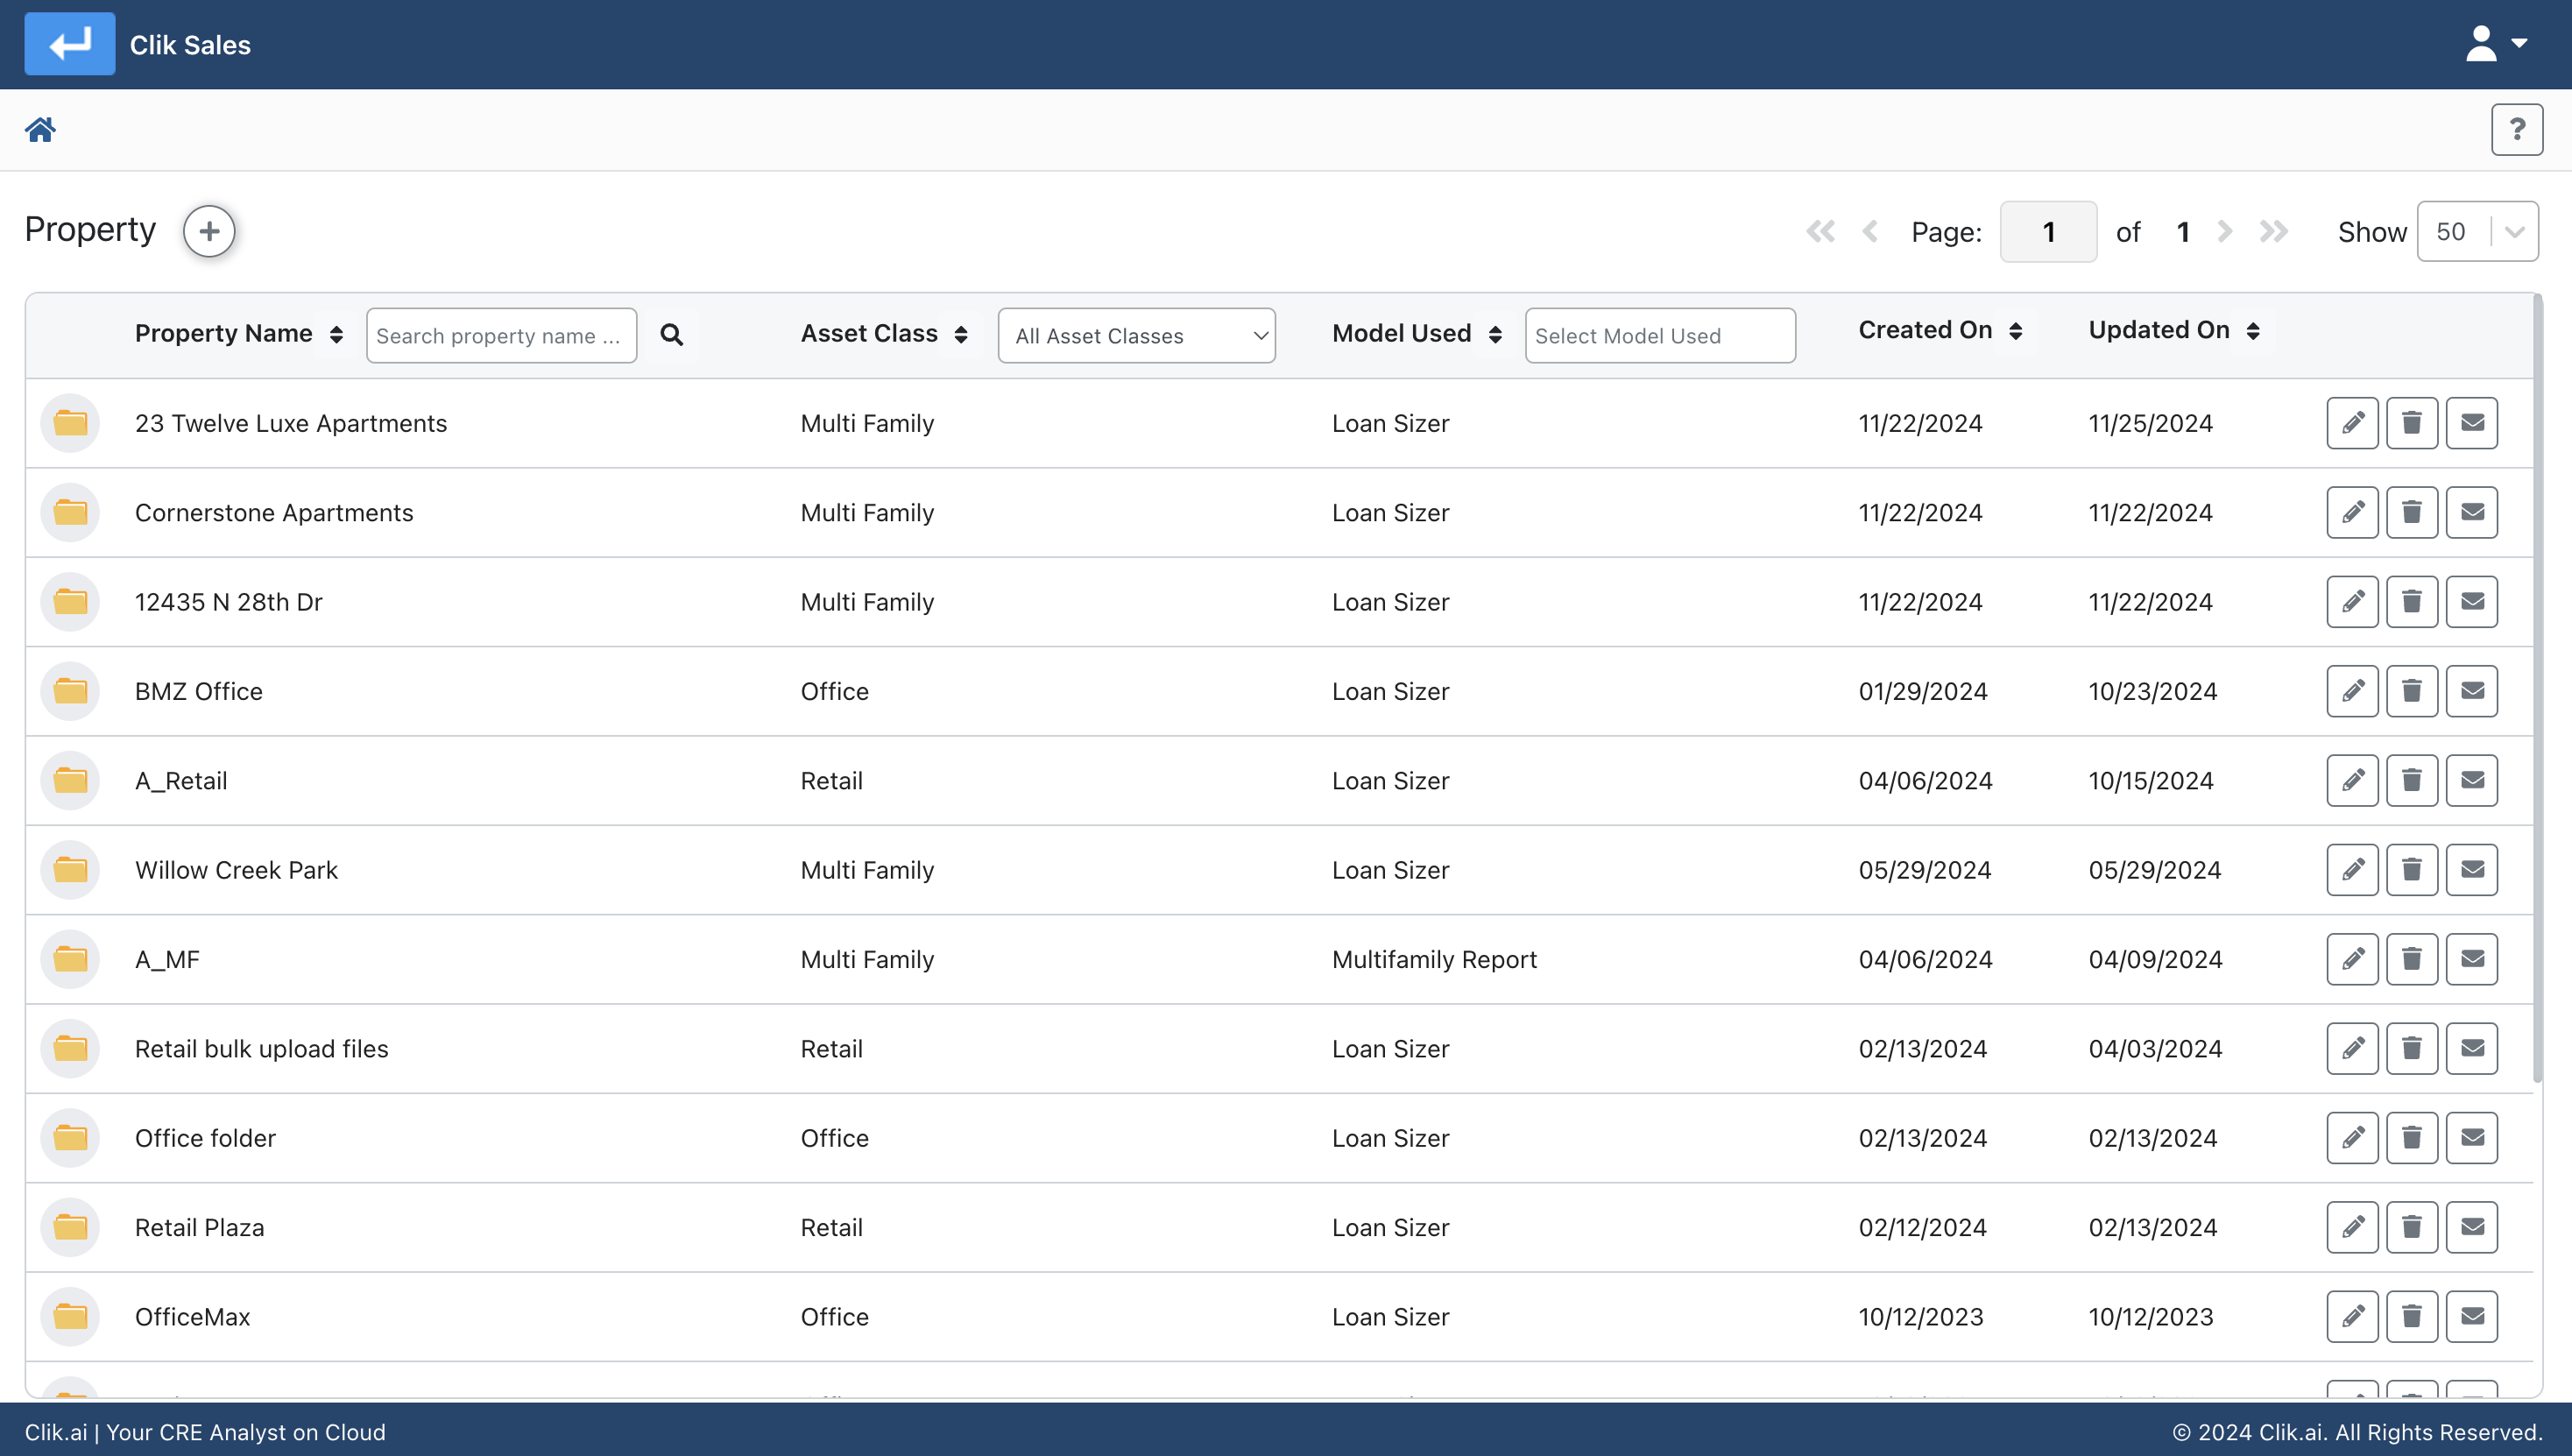 Clik Sales
?
Property +
Page: 1 of 1 Show 50
Property Name Search property name ... Asset Class All Asset Classes Model Used Select Model Used Created On Updated On
23 Twelve Luxe Apartments Multi Family Loan Sizer 11/22/2024 11/25/2024
Cornerstone Apartments Multi Family Loan Sizer 11/22/2024 11/22/2024
12435 N 28th Dr Multi Family Loan Sizer 11/22/2024 11/22/2024
BMZ Office Office Loan Sizer 01/29/2024 10/23/2024
A_Retail Retail Loan Sizer 04/06/2024 10/15/2024
Willow Creek Park Multi Family Loan Sizer 05/29/2024 05/29/2024
A_MF Multi Family Multifamily Report 04/06/2024 04/09/2024
Retail bulk upload files Retail Loan Sizer 02/13/2024 04/03/2024
Office folder Office Loan Sizer 02/13/2024 02/13/2024
Retail Plaza Retail Loan Sizer 02/12/2024 02/13/2024
OfficeMax Office Loan Sizer 10/12/2023 10/12/2023
Clik.ai | Your CRE Analyst on Cloud © 2024 Clik.ai. All Rights Reserved.